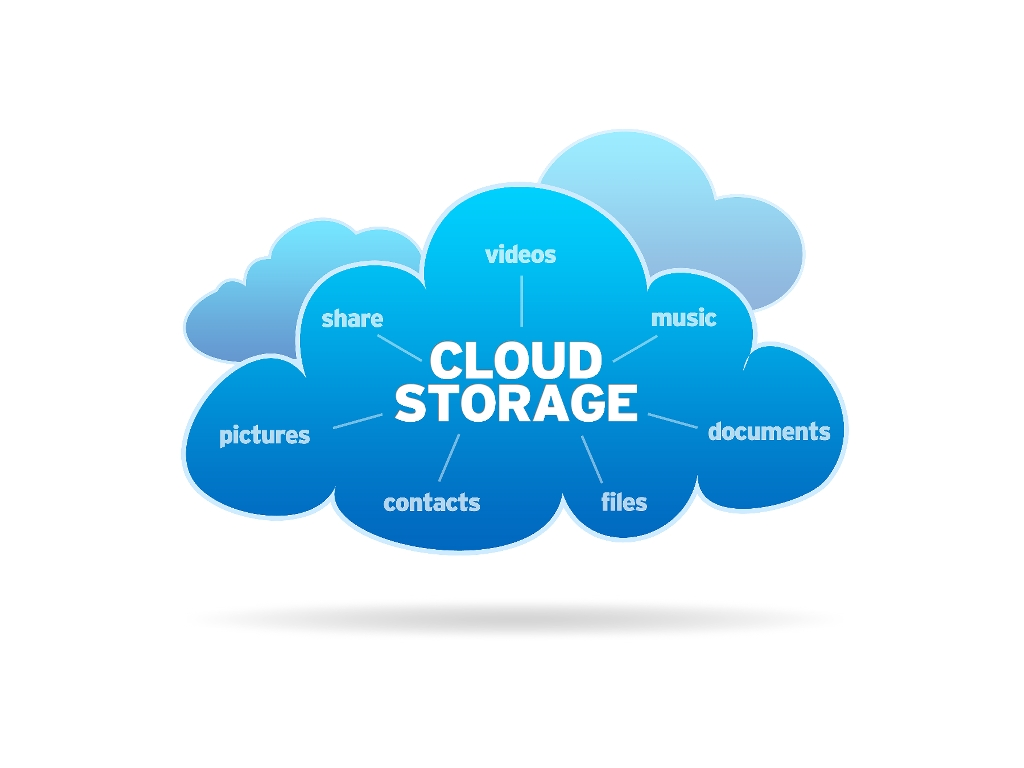 videos
share
music
CLOUD
STORAGE
pictures
documents
contacts
files